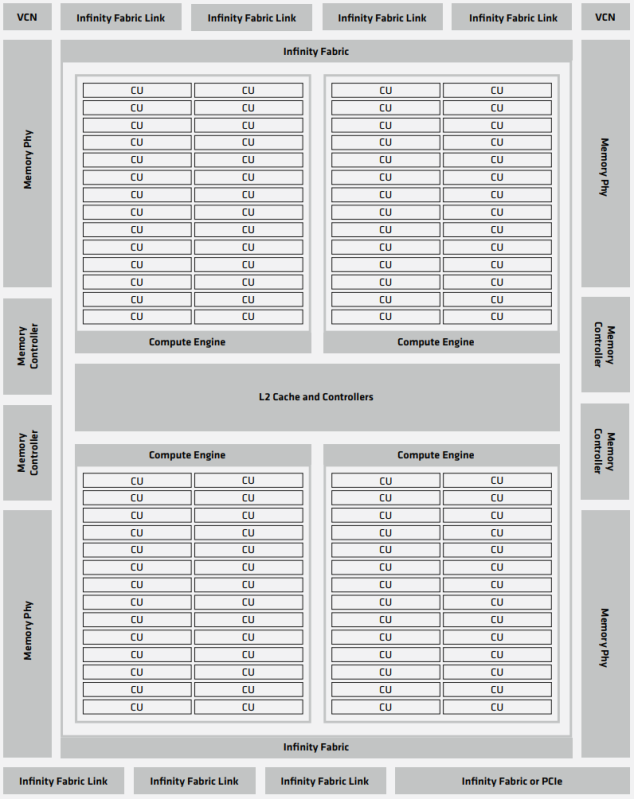 VCN Infinity Fabric Link Infinity Fabric Link Infinity Fabric Link Infinity Fabric Link VCN
Infinity Fabric
Memory Phy
CU CU CU CU
CU CU CU CU
CU CU CU CU
CU CU CU CU
CU CU CU CU
CU CU CU CU
CU CU CU CU
CU CU CU CU
CU CU CU CU
CU CU CU CU
CU CU CU CU
CU CU CU CU
CU CU CU CU
CU CU CU CU
Memory Phy
Compute Engine Compute Engine
Memory
Controller
Memory
Controller
L2 Cache and Controllers
Memory
Controller
Memory
Controller
Compute Engine Compute Engine
Memory Phy
CU CU CU CU
CU CU CU CU
CU CU CU CU
CU CU CU CU
CU CU CU CU
CU CU CU CU
CU CU CU CU
CU CU CU CU
CU CU CU CU
CU CU CU CU
CU CU CU CU
CU CU CU CU
CU CU CU CU
CU CU CU CU
Memory Phy
Infinity Fabric
Infinity Fabric Link Infinity Fabric Link Infinity Fabric Link Infinity Fabric or PCIe